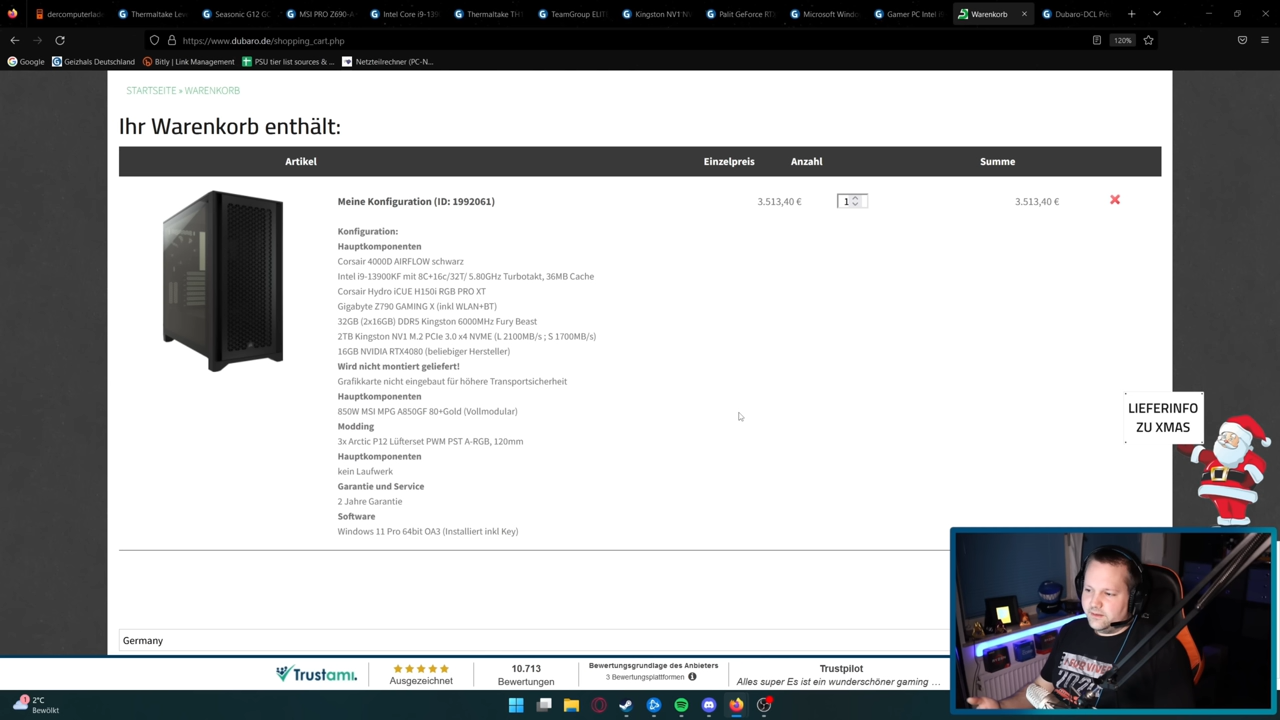 dercomputerlade
Thermaltake Lev
Seasonic G12 GC
MSI PRO Z690-A
Intel Core i9-139
Thermaltake TH
TeamGroup ELIT
Kingston NV1 NV
Palit GeForce RT
Microsoft Windo
Gamer PC Intel i
Warenkorb
Dubaro-DCL Prei
https://www.dubaro.de/shopping_cart.php
120%
Google
Geizhals Deutschland
Bitly | Link Management
PSU tier list sources & ...
Netzteilrechner (PC-N...
STARTSEITE » WARENKORB
Ihr Warenkorb enthält:
Artikel Einzelpreis Anzahl Summe
Meine Konfiguration (ID: 1992061) 3.513,40 € 1 3.513,40 €
Konfiguration:
Hauptkomponenten
Corsair 4000D AIRFLOW schwarz
Intel i9-13900KF mit 8C+16c/32T/ 5.80GHz Turbotakt, 36MB Cache
Corsair Hydro iCUE H150i RGB PRO XT
Gigabyte Z790 GAMING X (inkl WLAN+BT)
32GB (2x16GB) DDR5 Kingston 6000MHz Fury Beast
2TB Kingston NV1 M.2 PCIe 3.0 x4 NVME (L 2100MB/s ; S 1700MB/s)
16GB NVIDIA RTX4080 (beliebiger Hersteller)
Wird nicht montiert geliefert!
Grafikkarte nicht eingebaut für höhere Transportsicherheit
Hauptkomponenten
850W MSI MPG A850GF 80+Gold (Vollmodular)
Modding
3x Arctic P12 Lüfterset PWM PST A-RGB, 120mm
Hauptkomponenten
kein Laufwerk
Garantie und Service
2 Jahre Garantie
Software
Windows 11 Pro 64bit OA3 (Installiert inkl Key)
LIEFERINFO
ZU XMAS
Germany
Trustami.
Ausgezeichnet
10.713
Bewertungen
Bewertungsgrundlage des Anbieters
3 Bewertungsplattformen
Trustpilot
Alles super Es ist ein wunderschöner gaming ...
2°C
Bewölkt